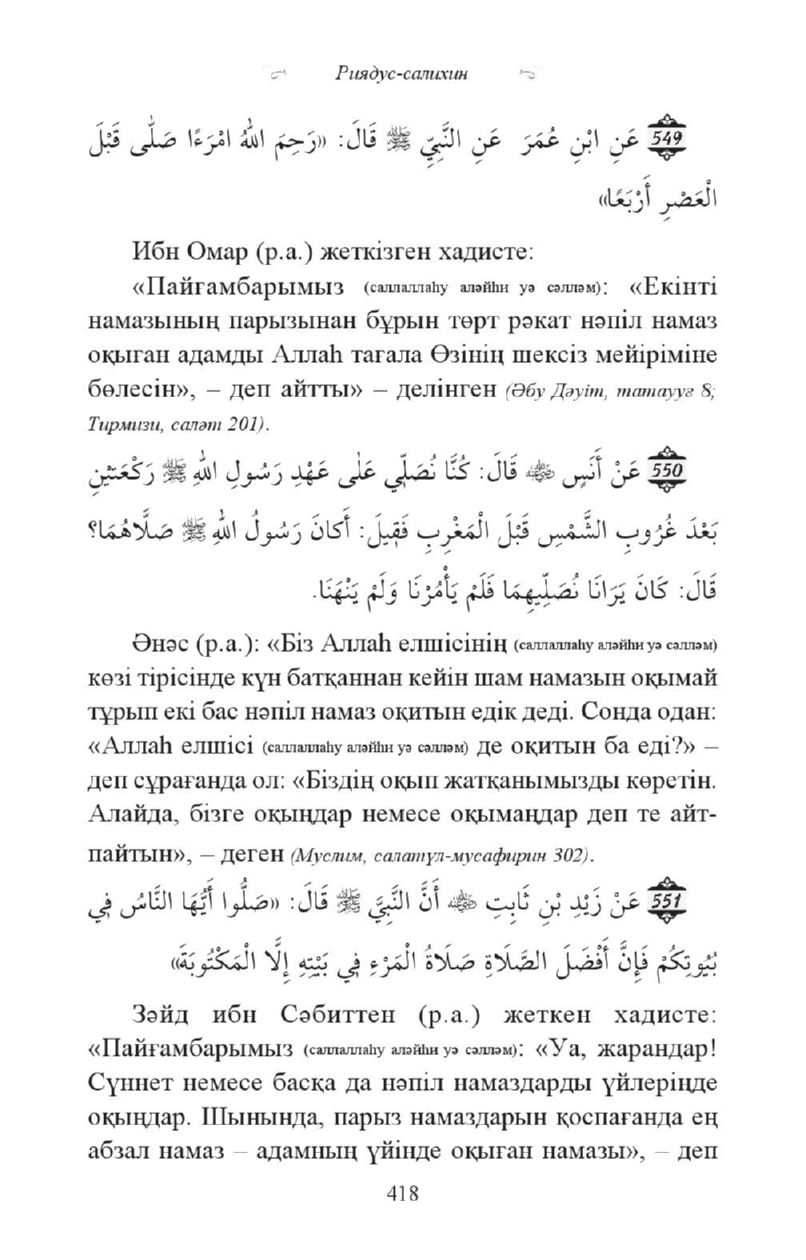 Риядус-салихин
549 عَنِ ابْنِ عُمَرَ عَنِ النَّبِيِّ ﷺ قَالَ: «رَحِمَ اللهُ امْرَءًا صَلَّى قَبْلَ
الْعَصْرِ أَرْبَعًا»
Ибн Омар (р.а.) жеткізген хадисте:
«Пайғамбарымыз (саллаллаһу аләйһи уә сәлләм): «Екінті
намазының парызынан бұрын төрт рәкат нәпіл намаз
оқыған адамды Аллаһ тағала Өзінің шексіз мейіріміне
бөлесін», – деп айтты» – делінген (Әбу Дәуіт, татаууғ 8;
Тирмизи, саләт 201).
550 عَنْ أَنَسٍ ﷺ قَالَ: كُنَّا نُصَلِّي عَلَى عَهْدِ رَسُولِ اللهِ ﷺ رَكْعَتَيْنِ
بَعْدَ غُرُوبِ الشَّمْسِ قَبْلَ الْمَغْرِبِ فَقِيلَ: أَكَانَ رَسُولُ اللهِ ﷺ صَلَّاهُمَا؟
قَالَ: كَانَ يَرَانَا نُصَلِّيهِمَا فَلَمْ يَأْمُرْنَا وَلَمْ يَنْهَنَا.
Әнәс (р.а.): «Біз Аллаһ елшісінің (саллаллаһу аләйһи уә сәлләм)
көзі тірісінде күн батқаннан кейін шам намазын оқымай
тұрып екі бас нәпіл намаз оқитын едік деді. Сонда одан:
«Аллаһ елшісі (саллаллаһу аләйһи уә сәлләм) де оқитын ба еді?» –
деп сұрағанда ол: «Біздің оқып жатқанымызды көретін.
Алайда, бізге оқыңдар немесе оқымаңдар деп те айт-
пайтын», – деген (Муслим, салатүл-мусафирин 302).
551 عَنْ زَيْدِ بْنِ ثَابِتٍ ﷺ أَنَّ النَّبِيَّ ﷺ قَالَ: «صَلُّوا أَيُّهَا النَّاسُ فِي
بُيُوتِكُمْ فَإِنَّ أَفْضَلَ الصَّلَاةِ صَلَاةُ الْمَرْءِ فِي بَيْتِهِ إِلَّا الْمَكْتُوبَةَ»
Зәйд ибн Сәбиттен (р.а.) жеткен хадисте:
«Пайғамбарымыз (саллаллаһу аләйһи уә сәлләм): «Уа, жарандар!
Сүннет немесе басқа да нәпіл намаздарды үйлеріңде
оқыңдар. Шынында, парыз намаздарын қоспағанда ең
абзал намаз – адамның үйінде оқыған намазы», – деп
418